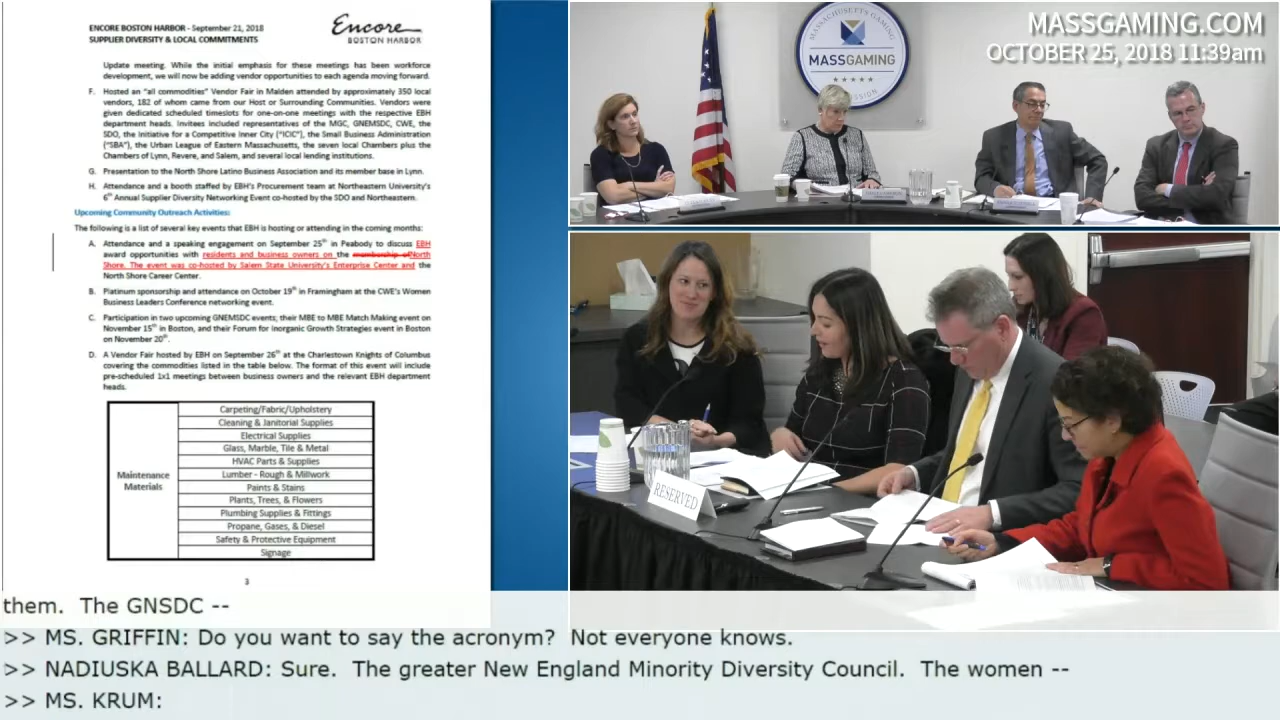 ENCORE BOSTON HARBOR - September 21, 2018
SUPPLIER DIVERSITY & LOCAL COMMITMENTS
Encore
BOSTON HARBOR
Update meeting. While the initial emphasis for these meetings has been workforce
development, we will now be adding vendor opportunities to each agenda moving forward.
F. Hosted an "all commodities" Vendor Fair in Malden attended by approximately 350 local
vendors, 182 of whom came from our Host or Surrounding Communities. Vendors were
given dedicated scheduled timeslots for one-on-one meetings with the respective EBH
department heads. Invitees included representatives of the MGC, GNEMSDC, CWE, the
SDO, the Initiative for a Competitive Inner City ("ICIC"), the Small Business Administration
("SBA"), the Urban League of Eastern Massachusetts, the seven local Chambers plus the
Chambers of Lynn, Revere, and Salem, and several local lending institutions.
G. Presentation to the North Shore Latino Business Association and its member base in Lynn.
H. Attendance and a booth staffed by EBH's Procurement team at Northeastern University's
6th Annual Supplier Diversity Networking Event co-hosted by the SDO and Northeastern.
Upcoming Community Outreach Activities:
The following is a list of several key events that EBH is hosting or attending in the coming months:
A. Attendance and a speaking engagement on September 25th in Peabody to discuss EBH
award opportunities with residents and business owners on the membership of North
Shore. The event was co-hosted by Salem State University's Enterprise Center and the
North Shore Career Center.
B. Platinum sponsorship and attendance on October 19th in Framingham at the CWE's Women
Business Leaders Conference networking event.
C. Participation in two upcoming GNEMSDC events; their MBE to MBE Match Making event on
November 15th in Boston, and their Forum for Inorganic Growth Strategies event in Boston
on November 20th.
D. A Vendor Fair hosted by EBH on September 26th at the Charlestown Knights of Columbus
covering the commodities listed in the table below. The format of this event will include
pre-scheduled 1x1 meetings between business owners and the relevant EBH department
heads.
Maintenance
Materials
Carpeting/Fabric/Upholstery
Cleaning & Janitorial Supplies
Electrical Supplies
Glass, Marble, Tile & Metal
HVAC Parts & Supplies
Lumber - Rough & Millwork
Paints & Stains
Plants, Trees, & Flowers
Plumbing Supplies & Fittings
Propane, Gases, & Diesel
Safety & Protective Equipment
Signage
3
MASSACHUSETTS GAMING
MASSGAMING
MASSGAMING.COM
OCTOBER 25, 2018 11:39am
RESERVED
them. The GNSDC --
>> MS. GRIFFIN: Do you want to say the acronym? Not everyone knows.
>> NADIUSKA BALLARD: Sure. The greater New England Minority Diversity Council. The women --
>> MS. KRUM: